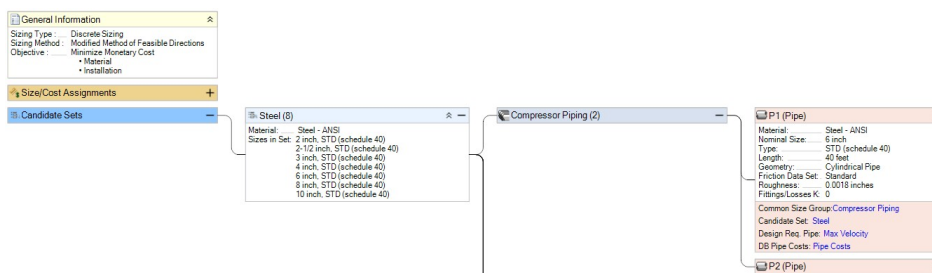 General Information
Sizing Type : Discrete Sizing
Sizing Method : Modified Method of Feasible Directions
Objective : Minimize Monetary Cost
• Material
• Installation
Size/Cost Assignments
Candidate Sets
Steel (8)
Material: Steel - ANSI
Sizes in Set: 2 inch, STD (schedule 40)
2-1/2 inch, STD (schedule 40)
3 inch, STD (schedule 40)
4 inch, STD (schedule 40)
6 inch, STD (schedule 40)
8 inch, STD (schedule 40)
10 inch, STD (schedule 40)
Compressor Piping (2)
P1 (Pipe)
Material: Steel - ANSI
Nominal Size: 6 inch
Type: STD (schedule 40)
Length: 40 feet
Geometry: Cylindrical Pipe
Friction Data Set: Standard
Roughness: 0.0018 inches
Fittings/Losses K: 0
Common Size Group:Compressor Piping
Candidate Set: Steel
Design Req. Pipe: Max Velocity
DB Pipe Costs: Pipe Costs
P2 (Pipe)